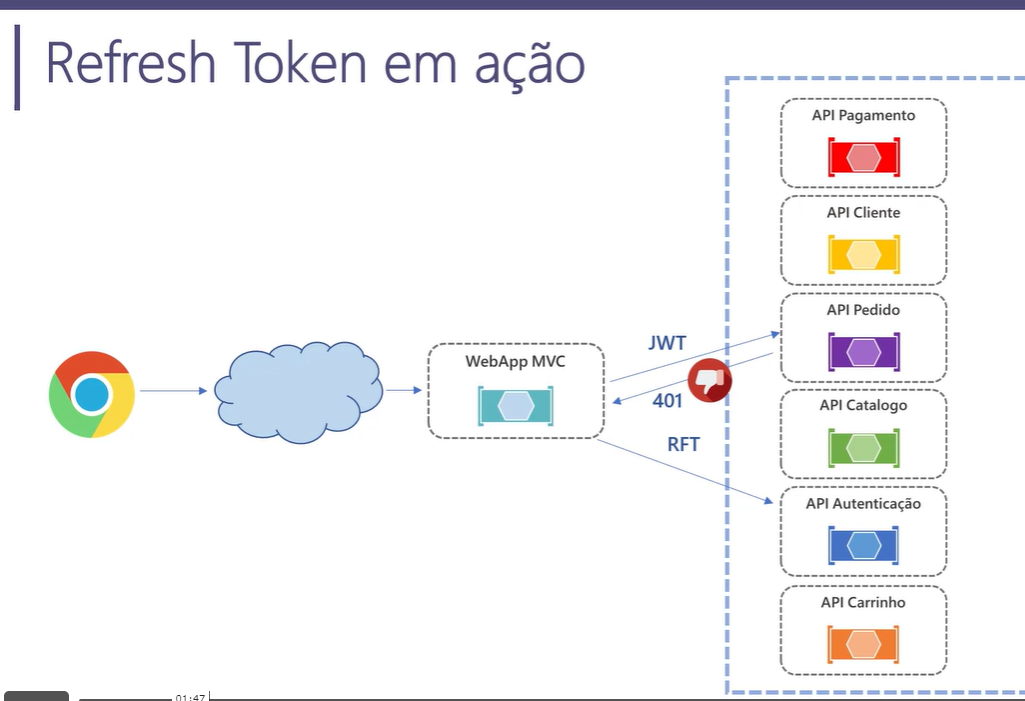 Refresh Token em ação
API Pagamento
API Cliente
API Pedido
JWT
WebApp MVC
401
API Catalogo
RFT
API Autenticação
API Carrinho
01:47